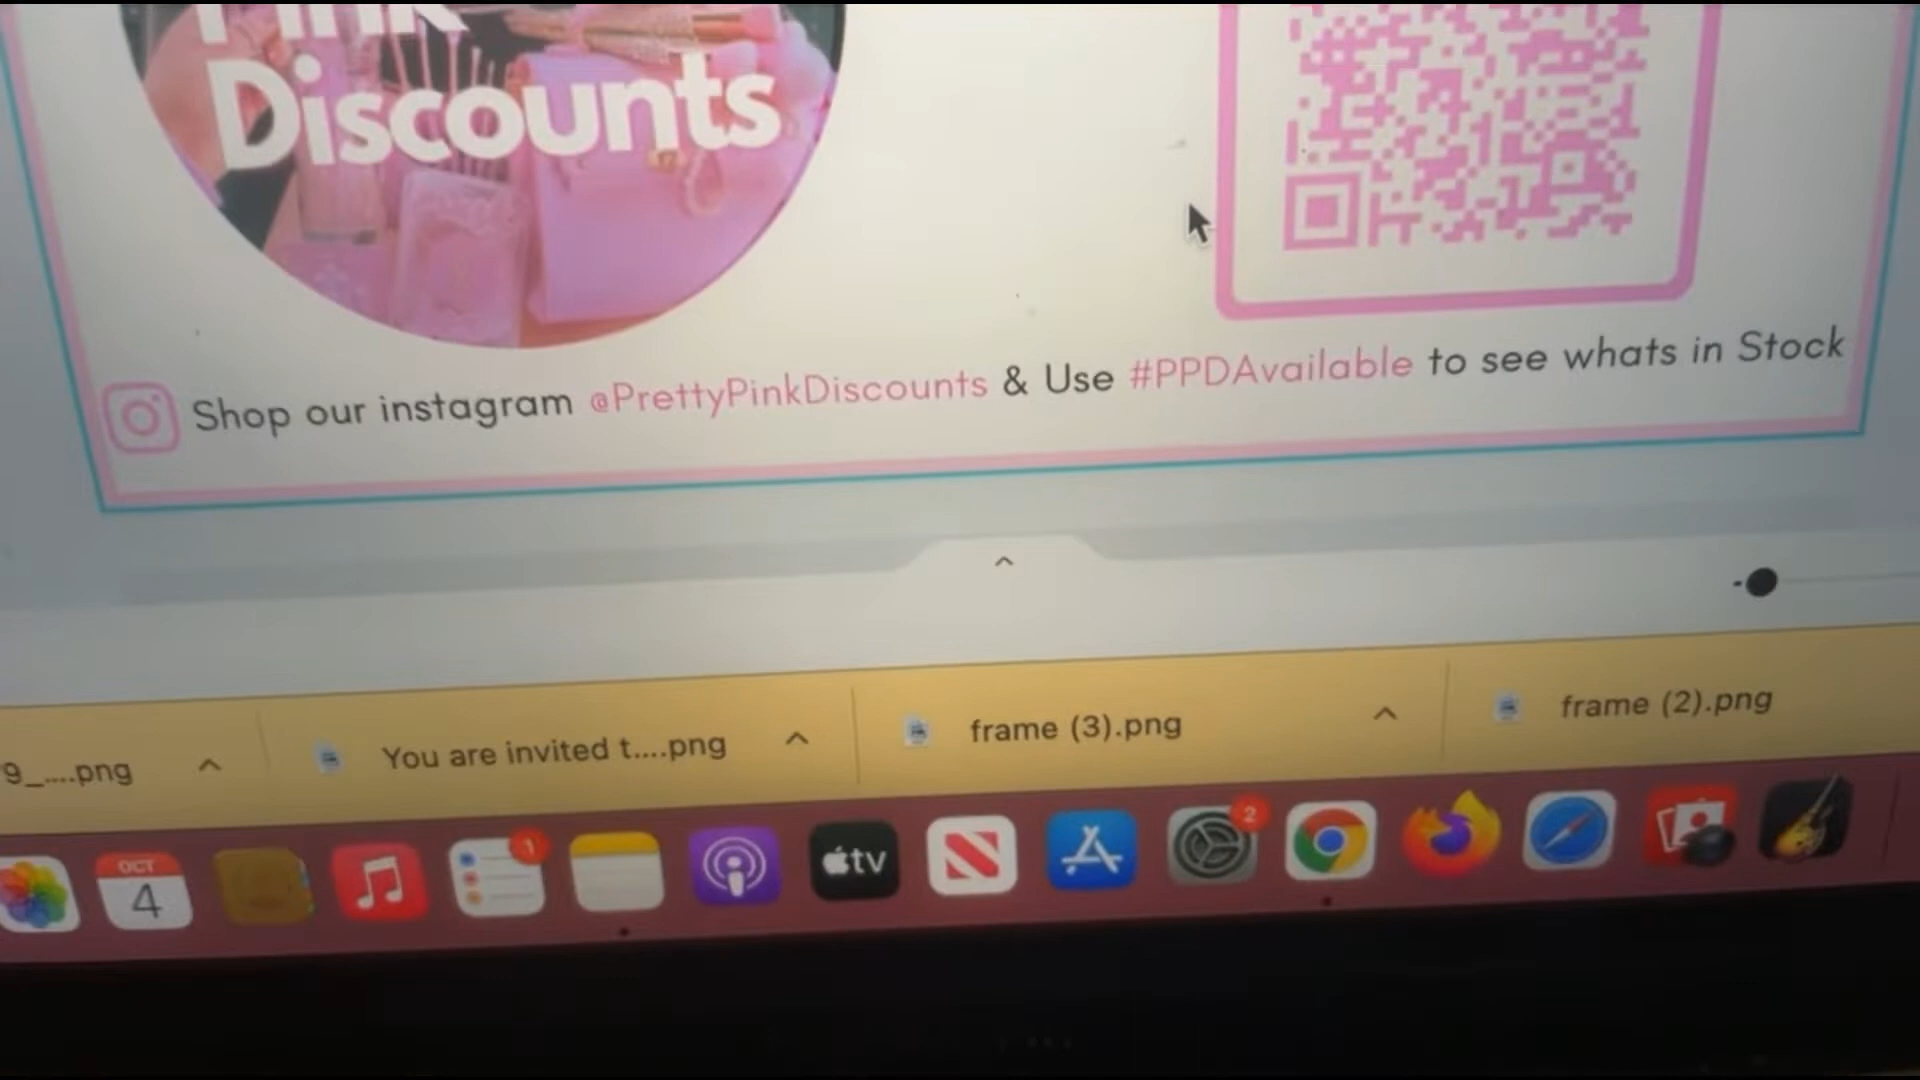 Pink
Discounts
Shop our instagram @PrettyPinkDiscounts & Use #PPDAvailable to see whats in Stock
9_....png
You are invited t....png
frame (3).png
frame (2).png
OCT
4
1
tv
2